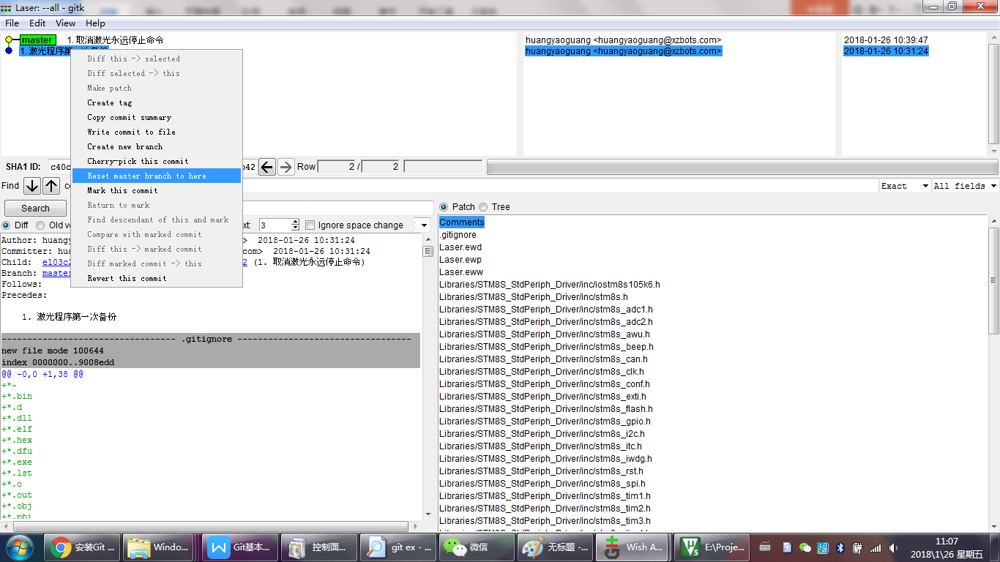 Laser: --all - gitk
File Edit View Help
master 1. 取消激光永远停止命令 huangyaoguang <huangyaoguang@xzbots.com> 2018-01-26 10:39:47
1. 激光程序第一次备份 huangyaoguang <huangyaoguang@xzbots.com> 2018-01-26 10:31:24
Diff this -> selected
Diff selected -> this
Make patch
Create tag
Copy commit summary
Write commit to file
Create new branch
Cherry-pick this commit
Reset master branch to here
Mark this commit
Return to mark
Find descendant of this and mark
Compare with marked commit
Diff this -> marked commit
Diff marked commit -> this
Revert this commit
SHA1 ID: c40c b42 Row 2 / 2
Find Exact All fields
Search
Diff Old v xt: 3 Ignore space change
Patch Tree
Author: huangy > 2018-01-26 10:31:24
Committer: huangy com> 2018-01-26 10:31:24
Child: e103c2 2 (1. 取消激光永远停止命令)
Branch: master
Follows:
Precedes:
1. 激光程序第一次备份
---------------------------------- .gitignore ----------------------------------
new file mode 100644
index 0000000..9008edd
@@ -0,0 +1,38 @@
+*~
+*.bin
+*.d
+*.dll
+*.elf
+*.hex
+*.dfu
+*.exe
+*.lst
+*.o
+*.out
+*.obj
+*.pbi
Comments
.gitignore
Laser.ewd
Laser.ewp
Laser.eww
Libraries/STM8S_StdPeriph_Driver/inc/iostm8s105k6.h
Libraries/STM8S_StdPeriph_Driver/inc/stm8s.h
Libraries/STM8S_StdPeriph_Driver/inc/stm8s_adc1.h
Libraries/STM8S_StdPeriph_Driver/inc/stm8s_adc2.h
Libraries/STM8S_StdPeriph_Driver/inc/stm8s_awu.h
Libraries/STM8S_StdPeriph_Driver/inc/stm8s_beep.h
Libraries/STM8S_StdPeriph_Driver/inc/stm8s_can.h
Libraries/STM8S_StdPeriph_Driver/inc/stm8s_clk.h
Libraries/STM8S_StdPeriph_Driver/inc/stm8s_conf.h
Libraries/STM8S_StdPeriph_Driver/inc/stm8s_exti.h
Libraries/STM8S_StdPeriph_Driver/inc/stm8s_flash.h
Libraries/STM8S_StdPeriph_Driver/inc/stm8s_gpio.h
Libraries/STM8S_StdPeriph_Driver/inc/stm8s_i2c.h
Libraries/STM8S_StdPeriph_Driver/inc/stm8s_itc.h
Libraries/STM8S_StdPeriph_Driver/inc/stm8s_iwdg.h
Libraries/STM8S_StdPeriph_Driver/inc/stm8s_rst.h
Libraries/STM8S_StdPeriph_Driver/inc/stm8s_spi.h
Libraries/STM8S_StdPeriph_Driver/inc/stm8s_tim1.h
Libraries/STM8S_StdPeriph_Driver/inc/stm8s_tim2.h
Libraries/STM8S_StdPeriph_Driver/inc/stm8s_tim3.h
安装Git ... Windo... Git基本... 控制面... git ex - ... 微信 无标题 -... Wish A... E:\Proje...
11:07
2018\1\26 星期五